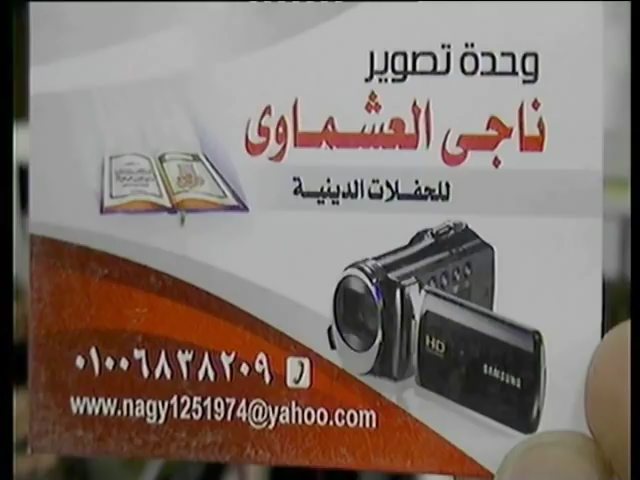 وحدة تصوير
ناجى العشماوى
للحفلات الدينية
HD
SAMSUNG
٠١٠٠٦٨٣٨٢٠٩
www.nagy1251974@yahoo.com